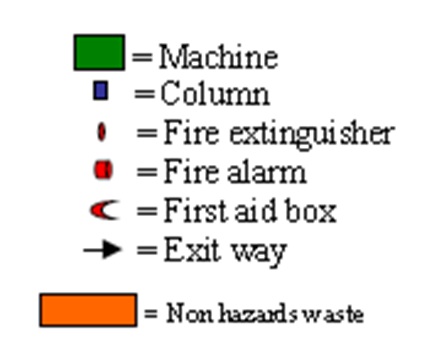 = Machine
= Column
= Fire extinguisher
= Fire alarm
= First aid box
= Exit way
= Non hazards waste